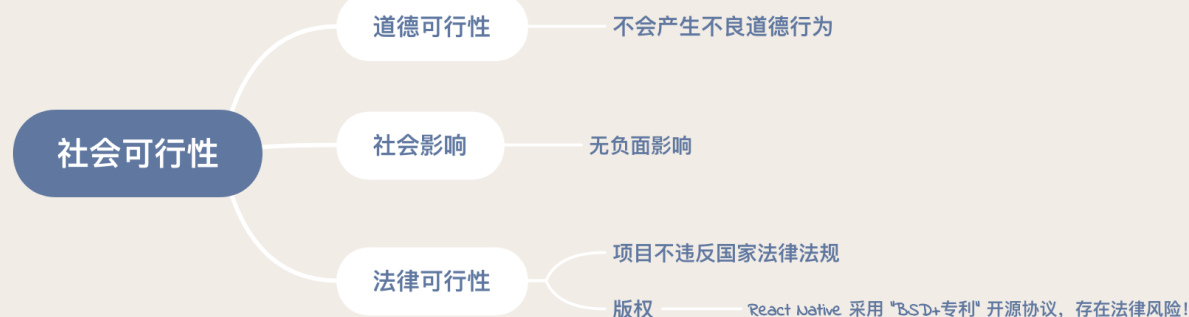 道德可行性
不会产生不良道德行为
社会可行性
社会影响
无负面影响
法律可行性
项目不违反国家法律法规
版权
React Native 采用 "BSD+专利" 开源协议，存在法律风险！